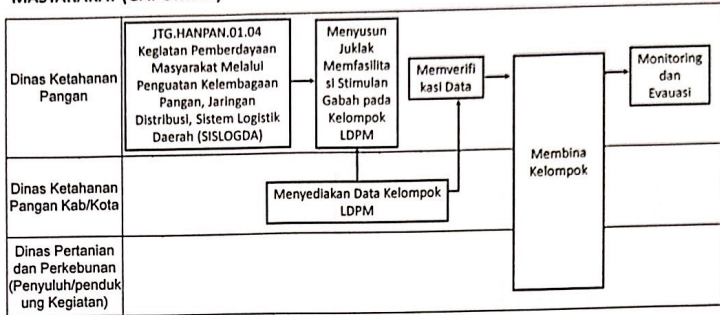 Dinas Ketahanan
Pangan
JTG.HANPAN.01.04
Kegiatan Pemberdayaan
Masyarakat Melalui
Penguatan Kelembagaan
Pangan, Jaringan
Distribusi, Sistem Logistik
Daerah (SISLOGDA)
Menyusun
Juklak
Memfasilita
si Stimulan
Gabah pada
Kelompok
LDPM
Memverifi
kasi Data
Membina
Kelompok
Monitoring
dan
Evauasi
Dinas Ketahanan
Pangan Kab/Kota
Menyediakan Data Kelompok
LDPM
Dinas Pertanian
dan Perkebunan
(Penyuluh/penduk
ung Kegiatan)